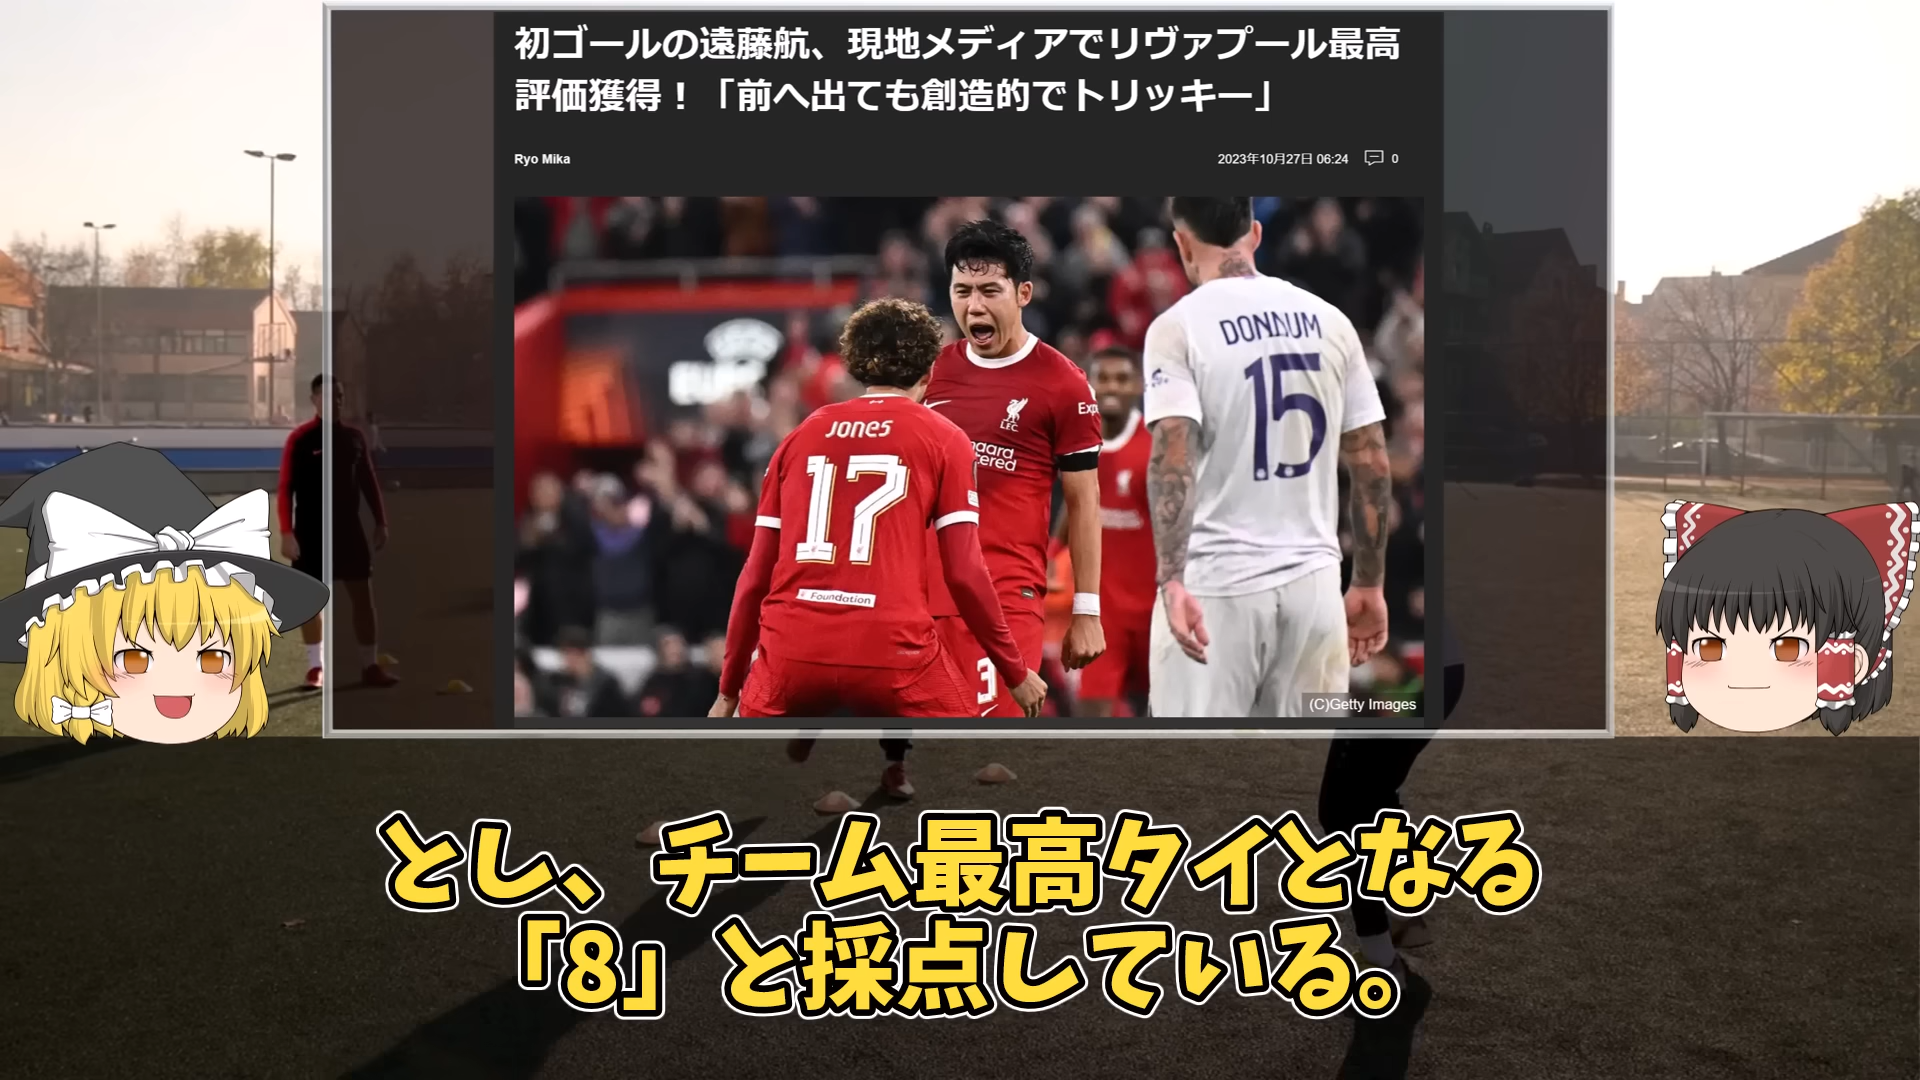 初ゴールの遠藤航、現地メディアでリヴァプール最高
評価獲得！「前へ出ても創造的でトリッキー」
Ryo Mika
2023年10月27日 06:24
0
DONNUM
15
JONES
17
LFC
Foundation
3
(C)Getty Images
とし、チーム最高タイとなる
「8」と採点している。